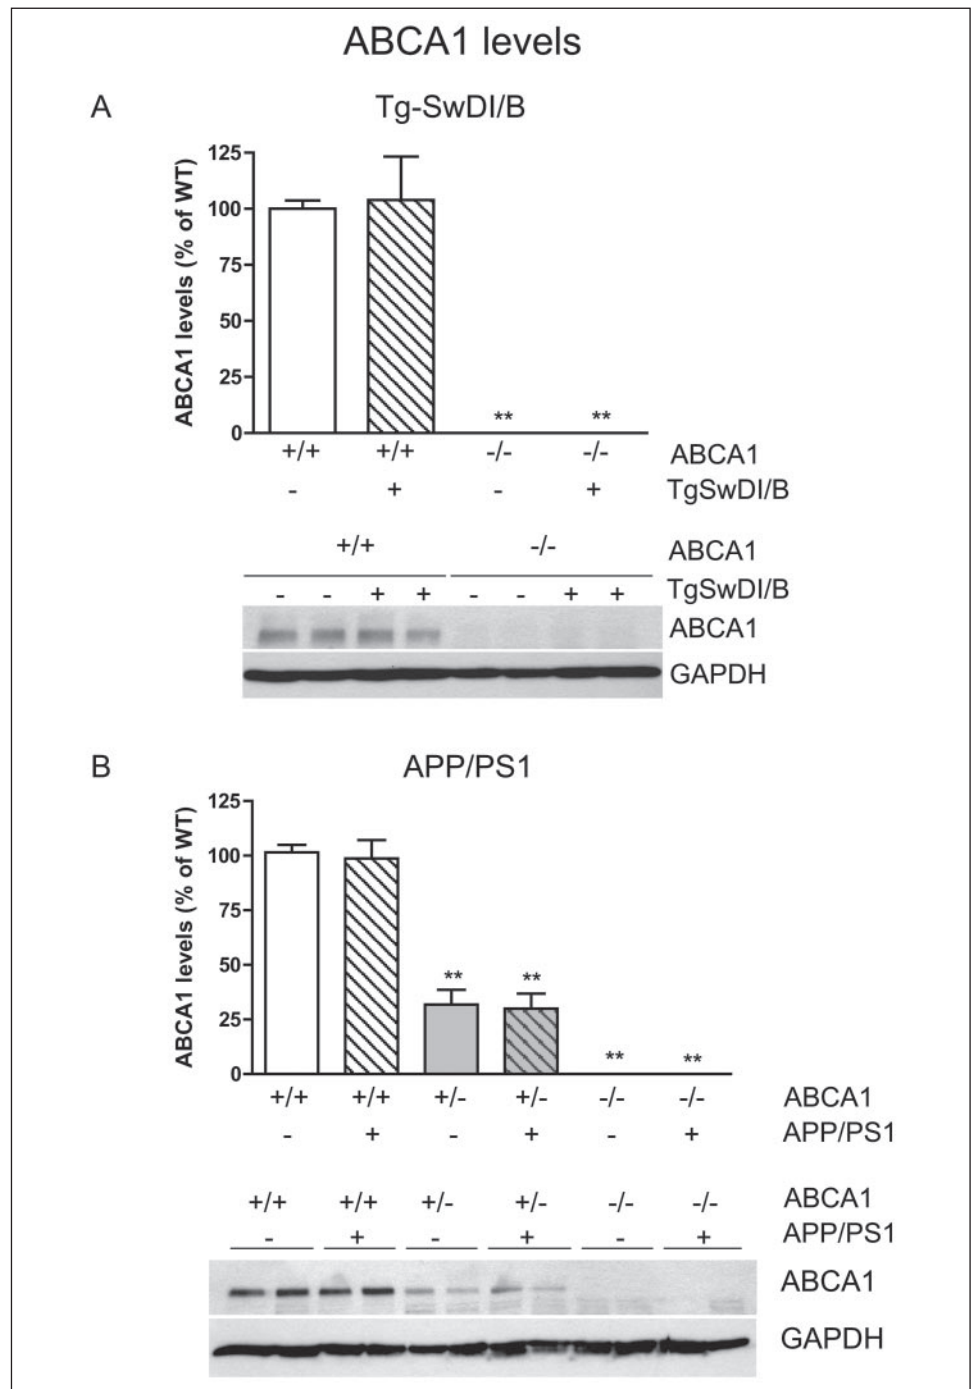 ABCA1 levels
A
Tg-SwDI/B
ABCA1 levels (% of WT)
125
100
75
50
25
0
** **
+/+ +/+ -/- -/- ABCA1
- + - + TgSwDI/B
+/+ -/- ABCA1
- - + + - - + + TgSwDI/B
ABCA1
GAPDH
B
APP/PS1
ABCA1 levels (% of WT)
125
100
75
50
25
0
** ** ** **
+/+ +/+ +/- +/- -/- -/- ABCA1
- + - + - + APP/PS1
+/+ +/+ +/- +/- -/- -/- ABCA1
- + - + - + APP/PS1
ABCA1
GAPDH